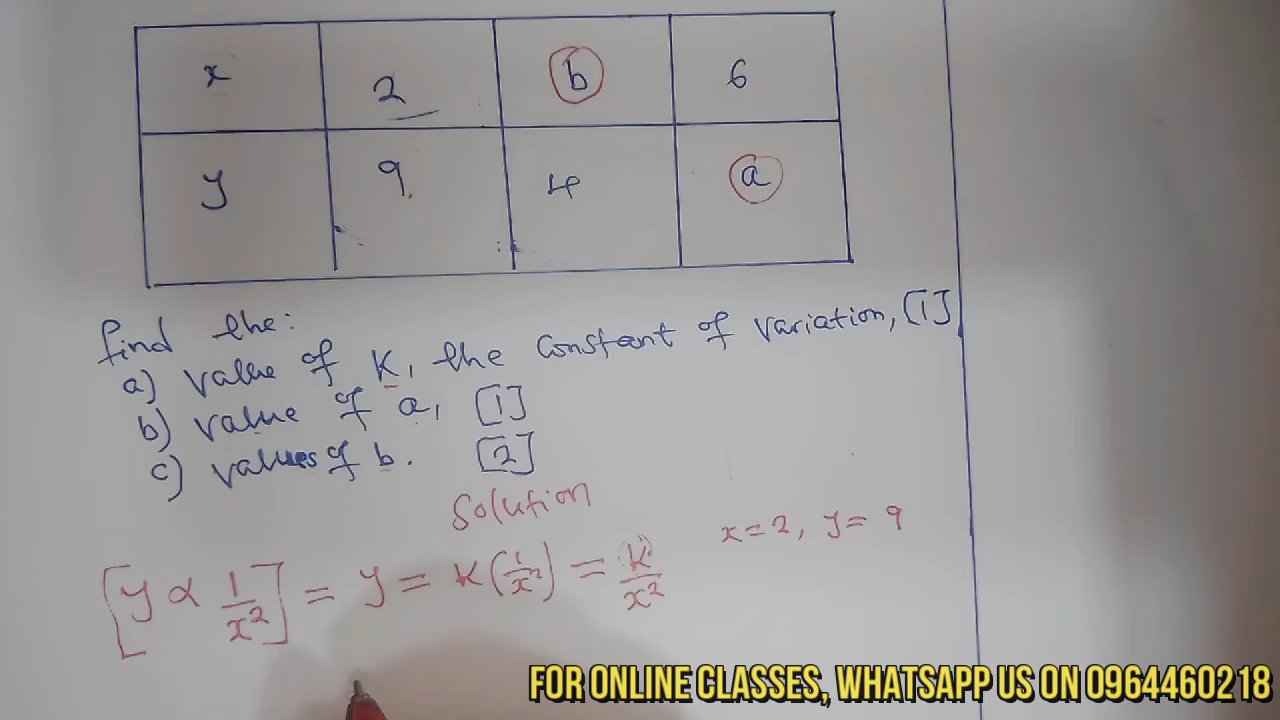 x 2 b 6
y 9 4 a
find the:
a) value of K, the constant of variation, [1]
b) value of a, [1]
c) values of b. [2]
Solution
x = 2, y = 9
[y ∝ 1/x²] = y = K(1/x²) = K/x²
FOR ONLINE CLASSES, WHATSAPP US ON 0964460218